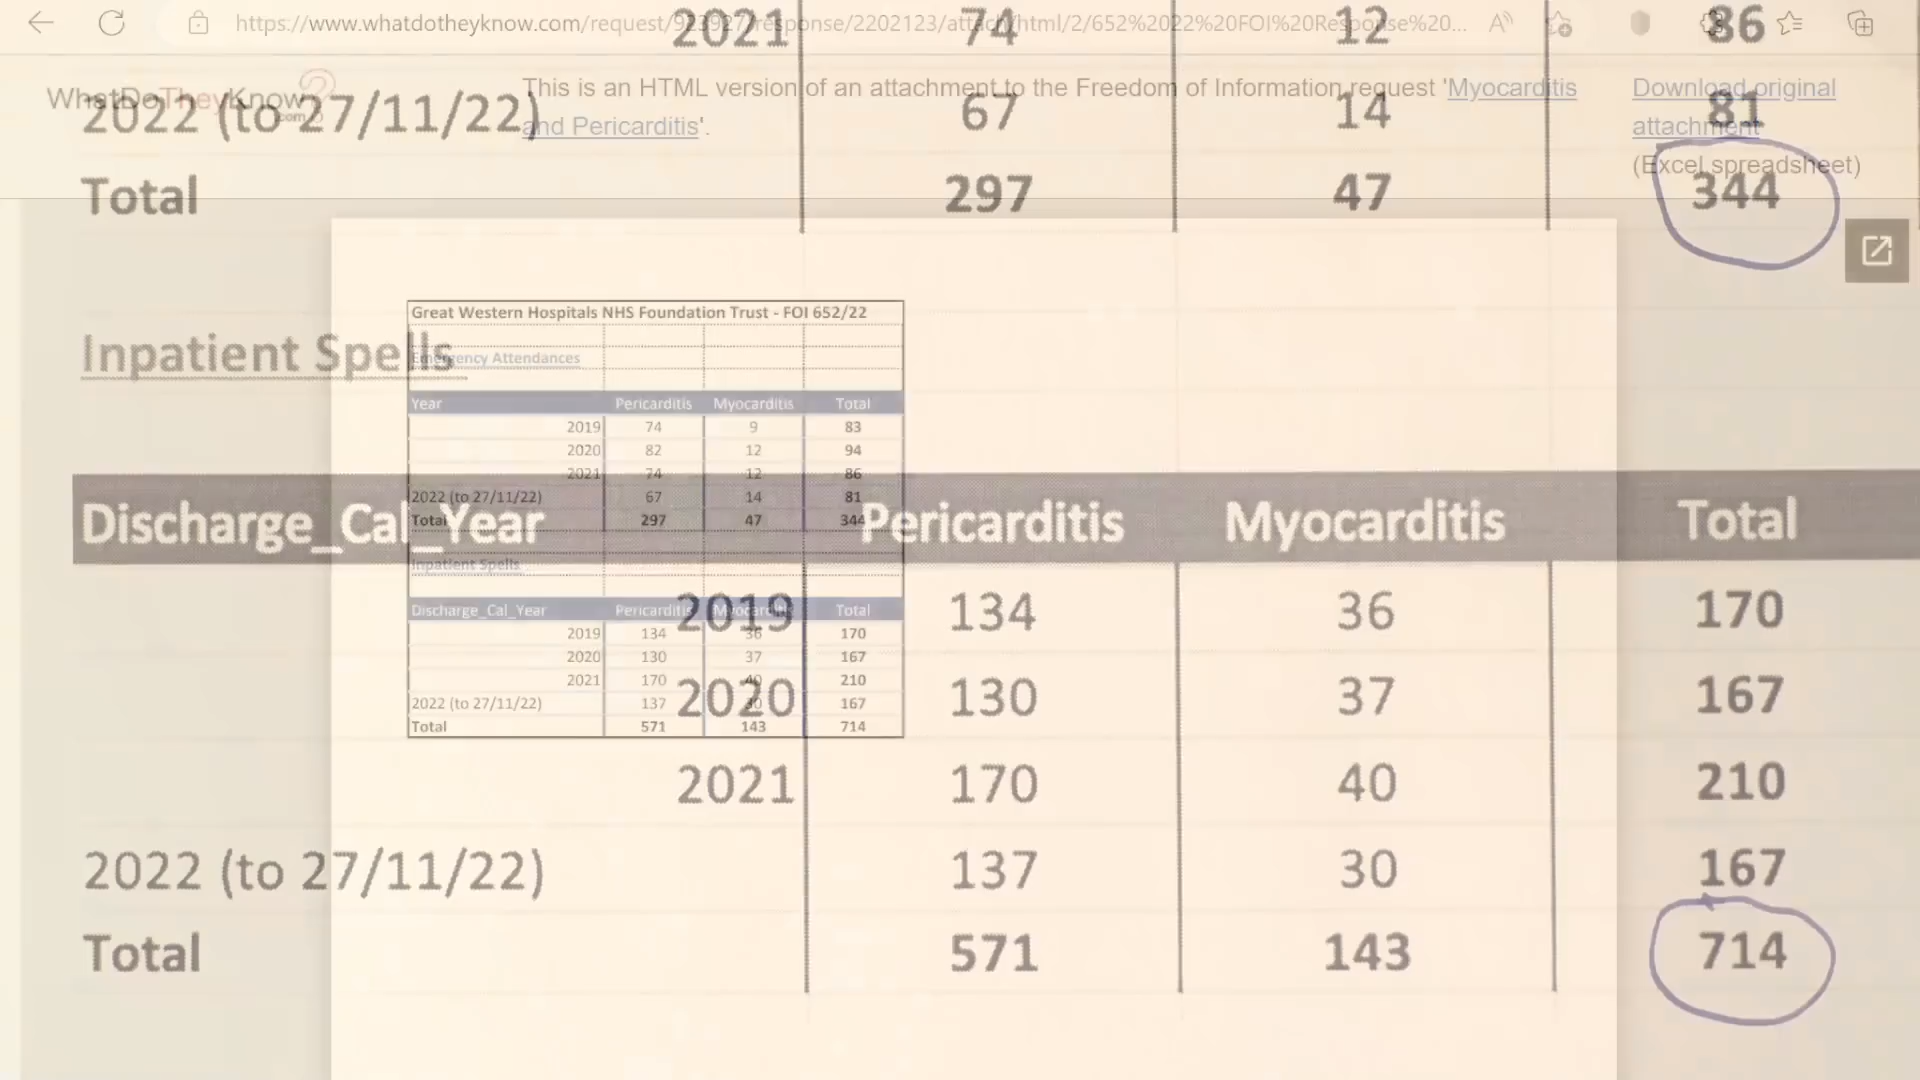 https://www.whatdotheyknow.com/request/923927/response/2202123/attach/html/2/652%2022%20FOI%20Response%20...
WhatDoTheyKnow
.com
This is an HTML version of an attachment to the Freedom of Information request 'Myocarditis
and Pericarditis'.
Download original
attachment
(Excel spreadsheet)
2021 74 12 86
2022 (to 27/11/22) 67 14 81
Total 297 47 344
Inpatient Spells
Discharge_Cal_Year Pericarditis Myocarditis Total
2019 134 36 170
2020 130 37 167
2021 170 40 210
2022 (to 27/11/22) 137 30 167
Total 571 143 714
Great Western Hospitals NHS Foundation Trust - FOI 652/22
Emergency Attendances
Year Pericarditis Myocarditis Total
2019 74 9 83
2020 82 12 94
2021 74 12 86
2022 (to 27/11/22) 67 14 81
Total 297 47 344
Inpatient Spells
Discharge_Cal_Year Pericarditis Myocarditis Total
2019 134 36 170
2020 130 37 167
2021 170 40 210
2022 (to 27/11/22) 137 30 167
Total 571 143 714